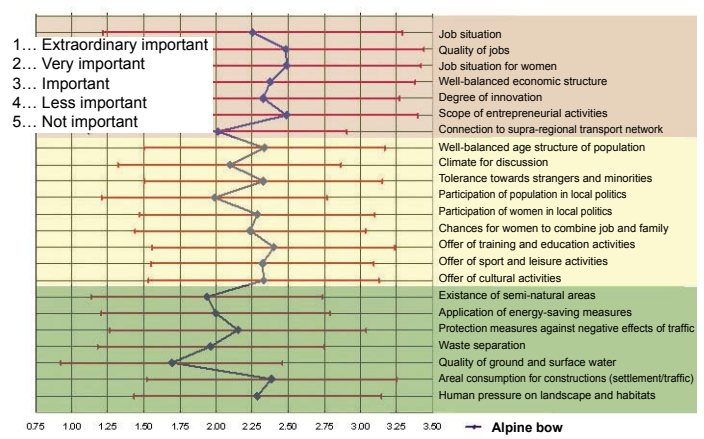 1… Extraordinary important
2… Very important
3… Important
4… Less important
5… Not important
Job situation
Quality of jobs
Job situation for women
Well-balanced economic structure
Degree of innovation
Scope of entrepreneurial activities
Connection to supra-regional transport network
Well-balanced age structure of population
Climate for discussion
Tolerance towards strangers and minorities
Participation of population in local politics
Participation of women in local politics
Chances for women to combine job and family
Offer of training and education activities
Offer of sport and leisure activities
Offer of cultural activities
Existance of semi-natural areas
Application of energy-saving measures
Protection measures against negative effects of traffic
Waste separation
Quality of ground and surface water
Areal consumption for constructions (settlement/traffic)
Human pressure on landscape and habitats
0.75 1.00 1.25 1.50 1.75 2.00 2.25 2.50 2.75 3.00 3.25 3.50
Alpine bow